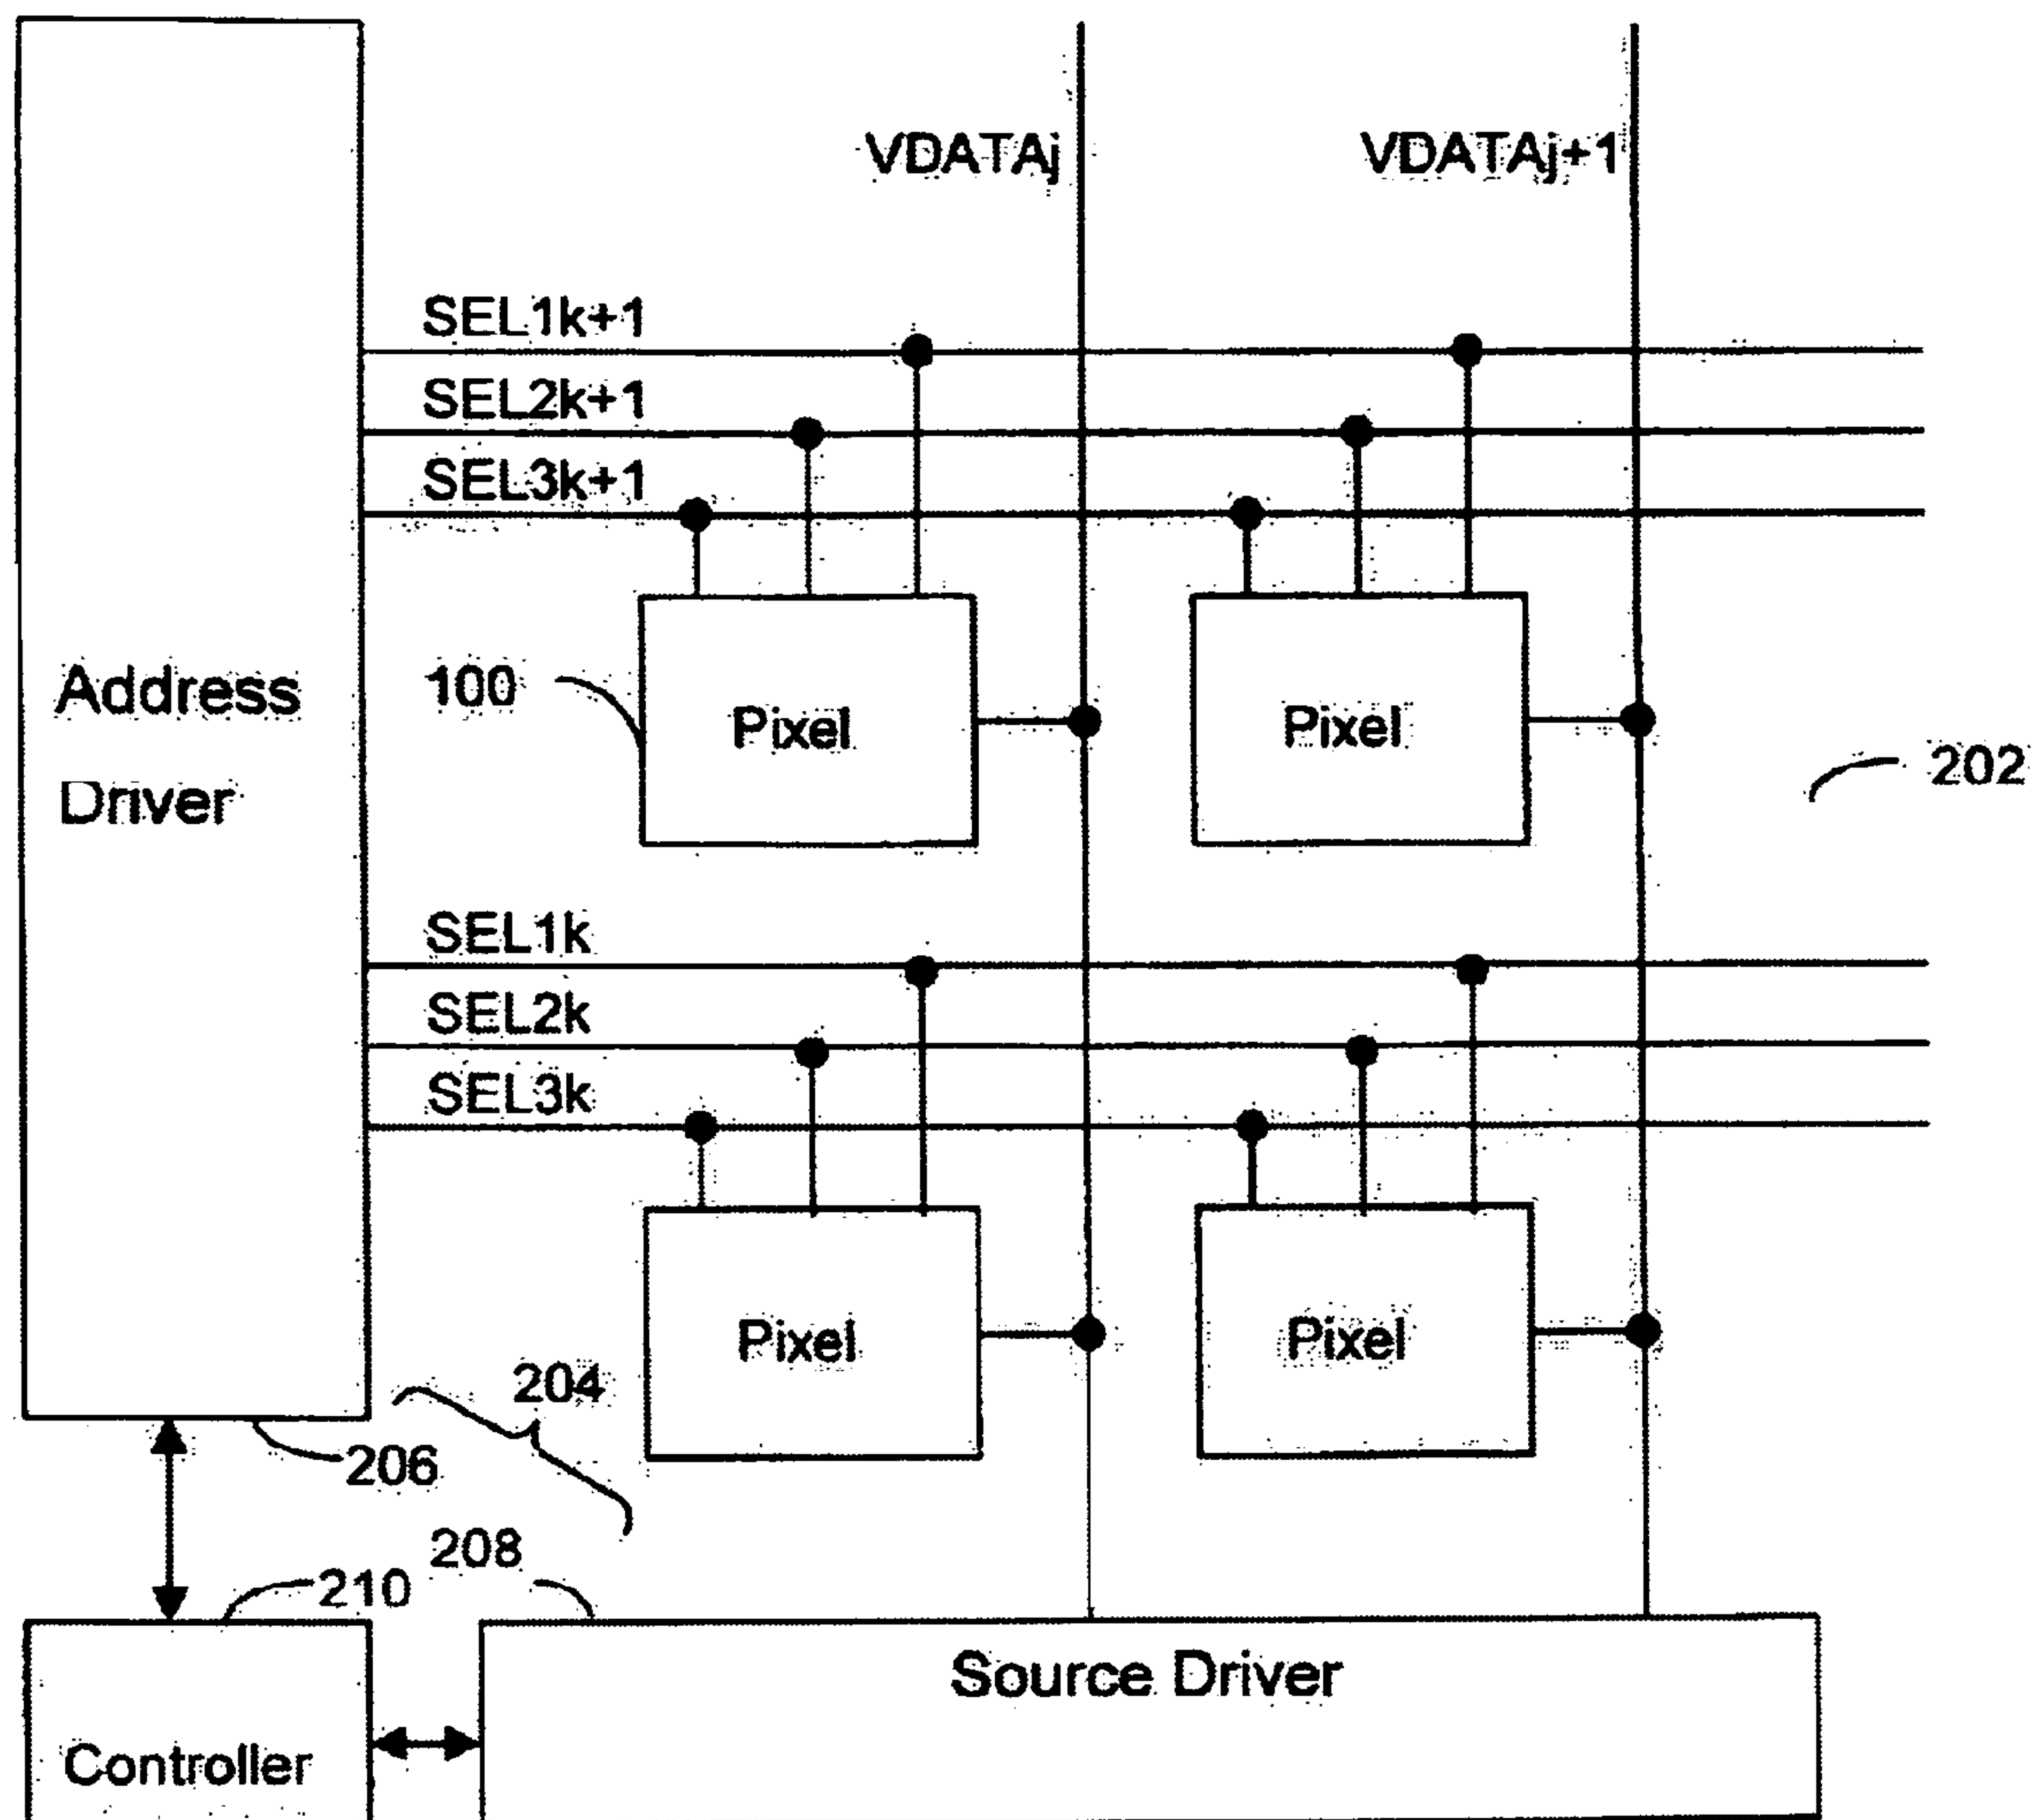 VDATAj
VDATAj+1
SEL1k+1
SEL2k+1
SEL3k+1
Address
Driver
100
Pixel
Pixel
202
SEL1k
SEL2k
SEL3k
Pixel
Pixel
204
206
208
210
Source Driver
Controller